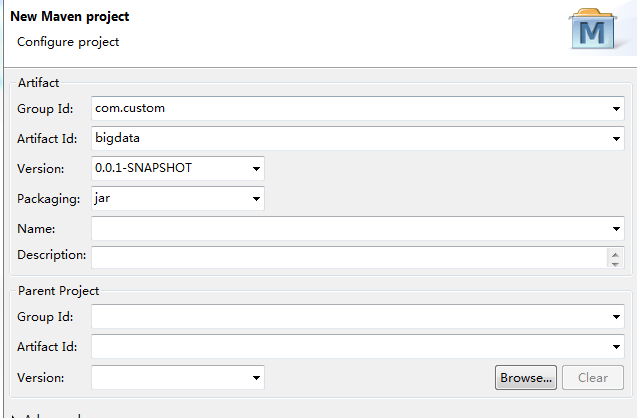 New Maven project
Configure project
M
Artifact
Group Id: com.custom
Artifact Id: bigdata
Version: 0.0.1-SNAPSHOT
Packaging: jar
Name:
Description:
Parent Project
Group Id:
Artifact Id:
Version: Browse... Clear